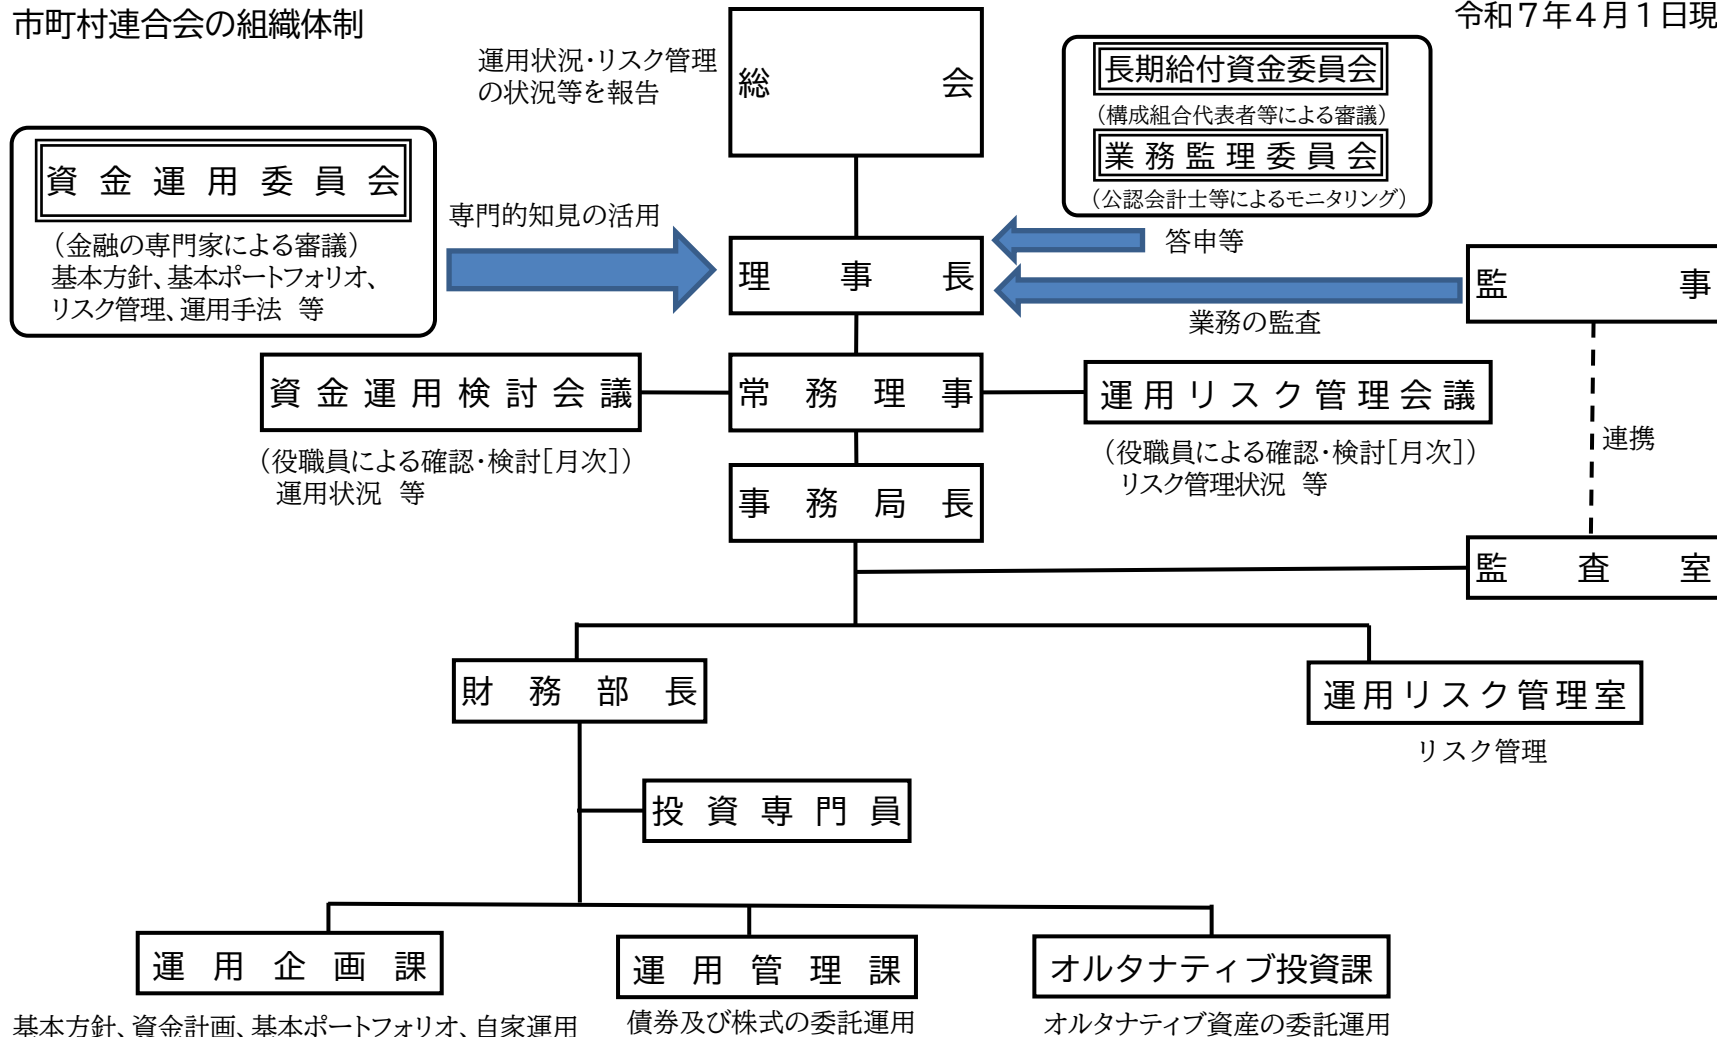 市町村連合会の組織体制
令和７年４月１日現
運用状況・リスク管理
の状況等を報告
総会
長期給付資金委員会
（構成組合代表者等による審議）
業務監理委員会
（公認会計士等によるモニタリング）
資金運用委員会
（金融の専門家による審議）
基本方針、基本ポートフォリオ、
リスク管理、運用手法　等
専門的知見の活用
答申等
理事長
監事
業務の監査
資金運用検討会議
常務理事
運用リスク管理会議
（役職員による確認・検討［月次］）
運用状況　等
（役職員による確認・検討［月次］）
リスク管理状況　等
連携
事務局長
監査室
財務部長
運用リスク管理室
リスク管理
投資専門員
運用企画課
運用管理課
オルタナティブ投資課
基本方針、資金計画、基本ポートフォリオ、自家運用
債券及び株式の委託運用
オルタナティブ資産の委託運用